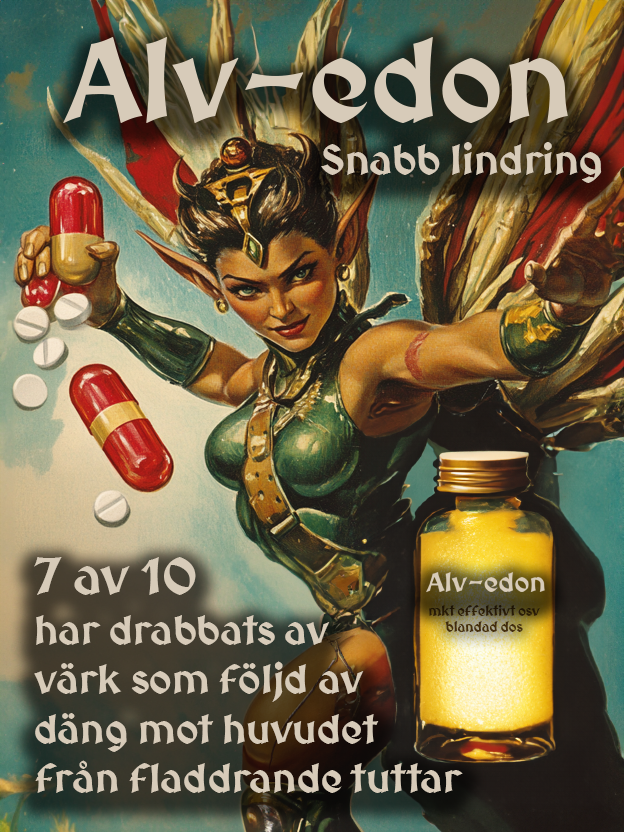 Alv-edon
Snabb lindring
Alv-edon
mkt effektivt osv
blandad dos
7 av 10
har drabbats av
värk som följd av
däng mot huvudet
från fladdrande tuttar